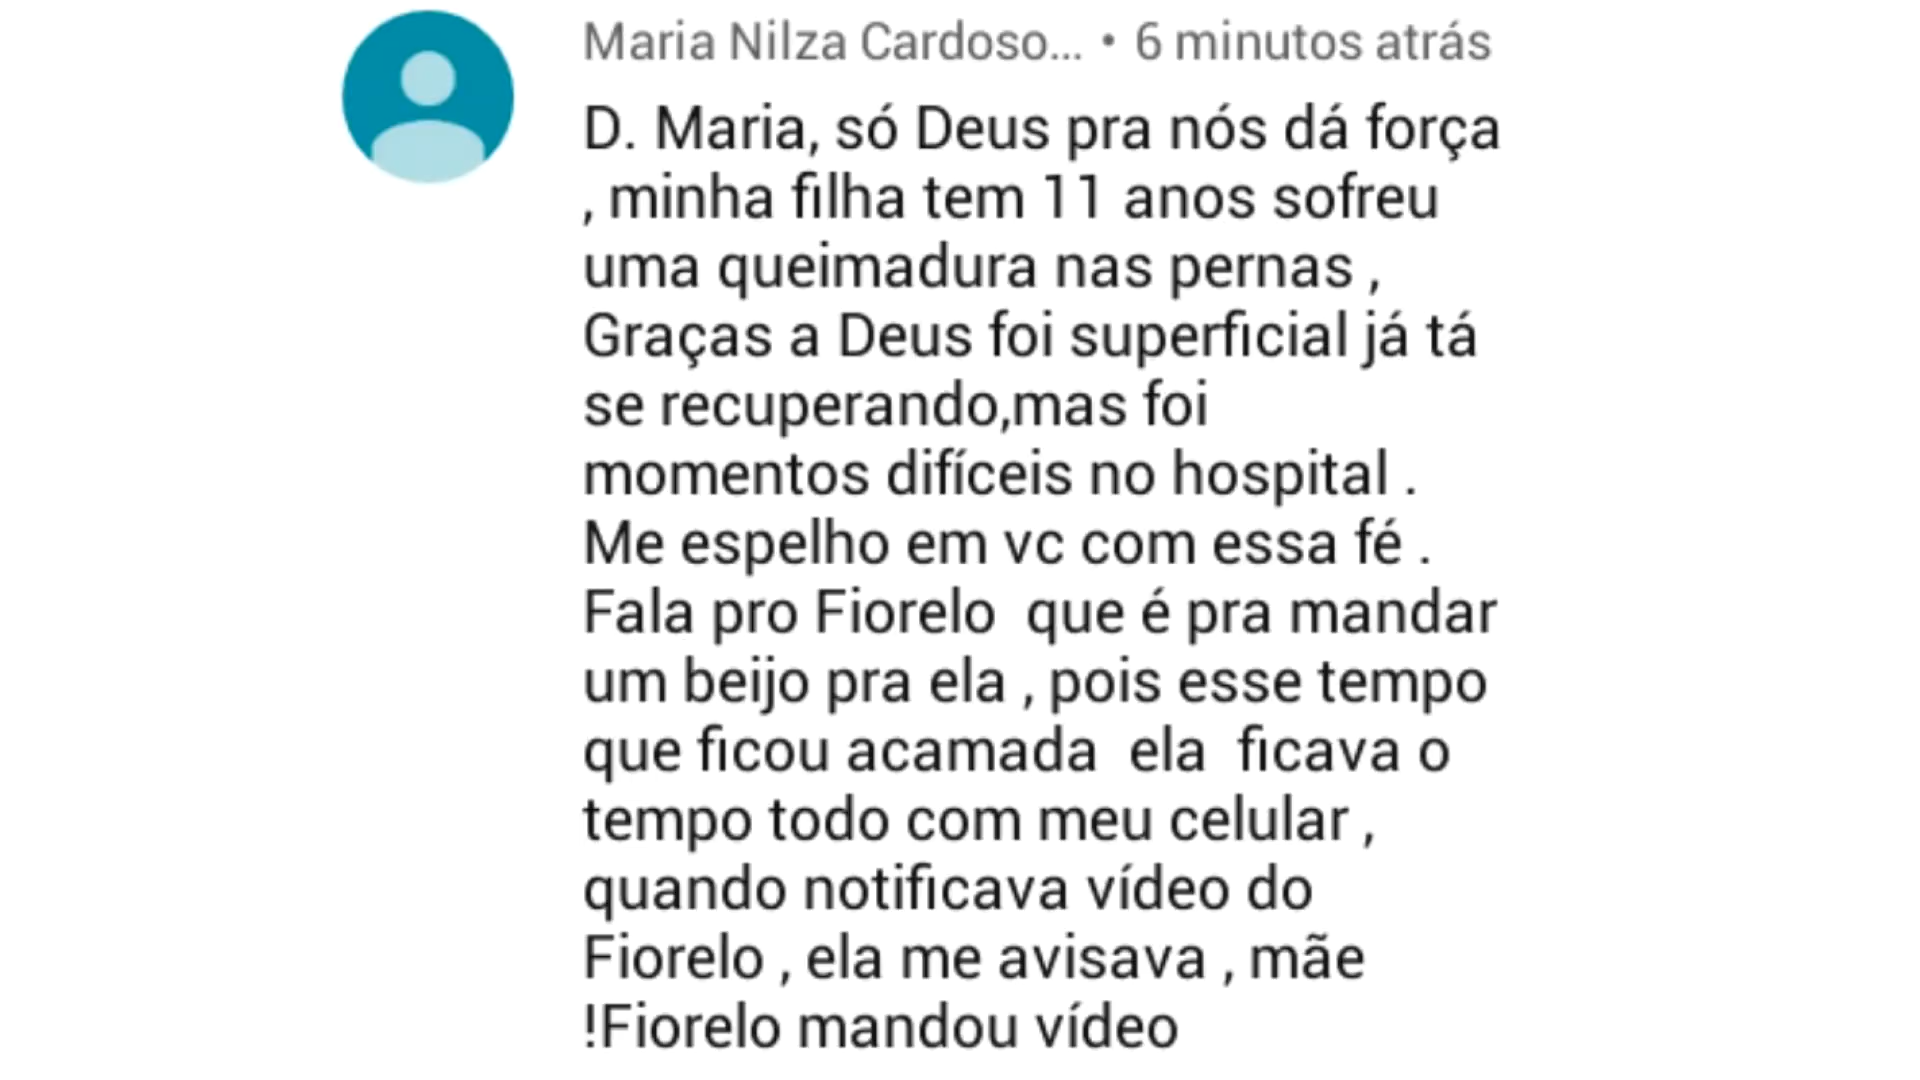 Maria Nilza Cardoso... • 6 minutos atrás
D. Maria, só Deus pra nós dá força
, minha filha tem 11 anos sofreu
uma queimadura nas pernas ,
Graças a Deus foi superficial já tá
se recuperando,mas foi
momentos difíceis no hospital .
Me espelho em vc com essa fé .
Fala pro Fiorelo  que é pra mandar
um beijo pra ela , pois esse tempo
que ficou acamada  ela  ficava o
tempo todo com meu celular ,
quando notificava vídeo do
Fiorelo , ela me avisava , mãe
!Fiorelo mandou vídeo